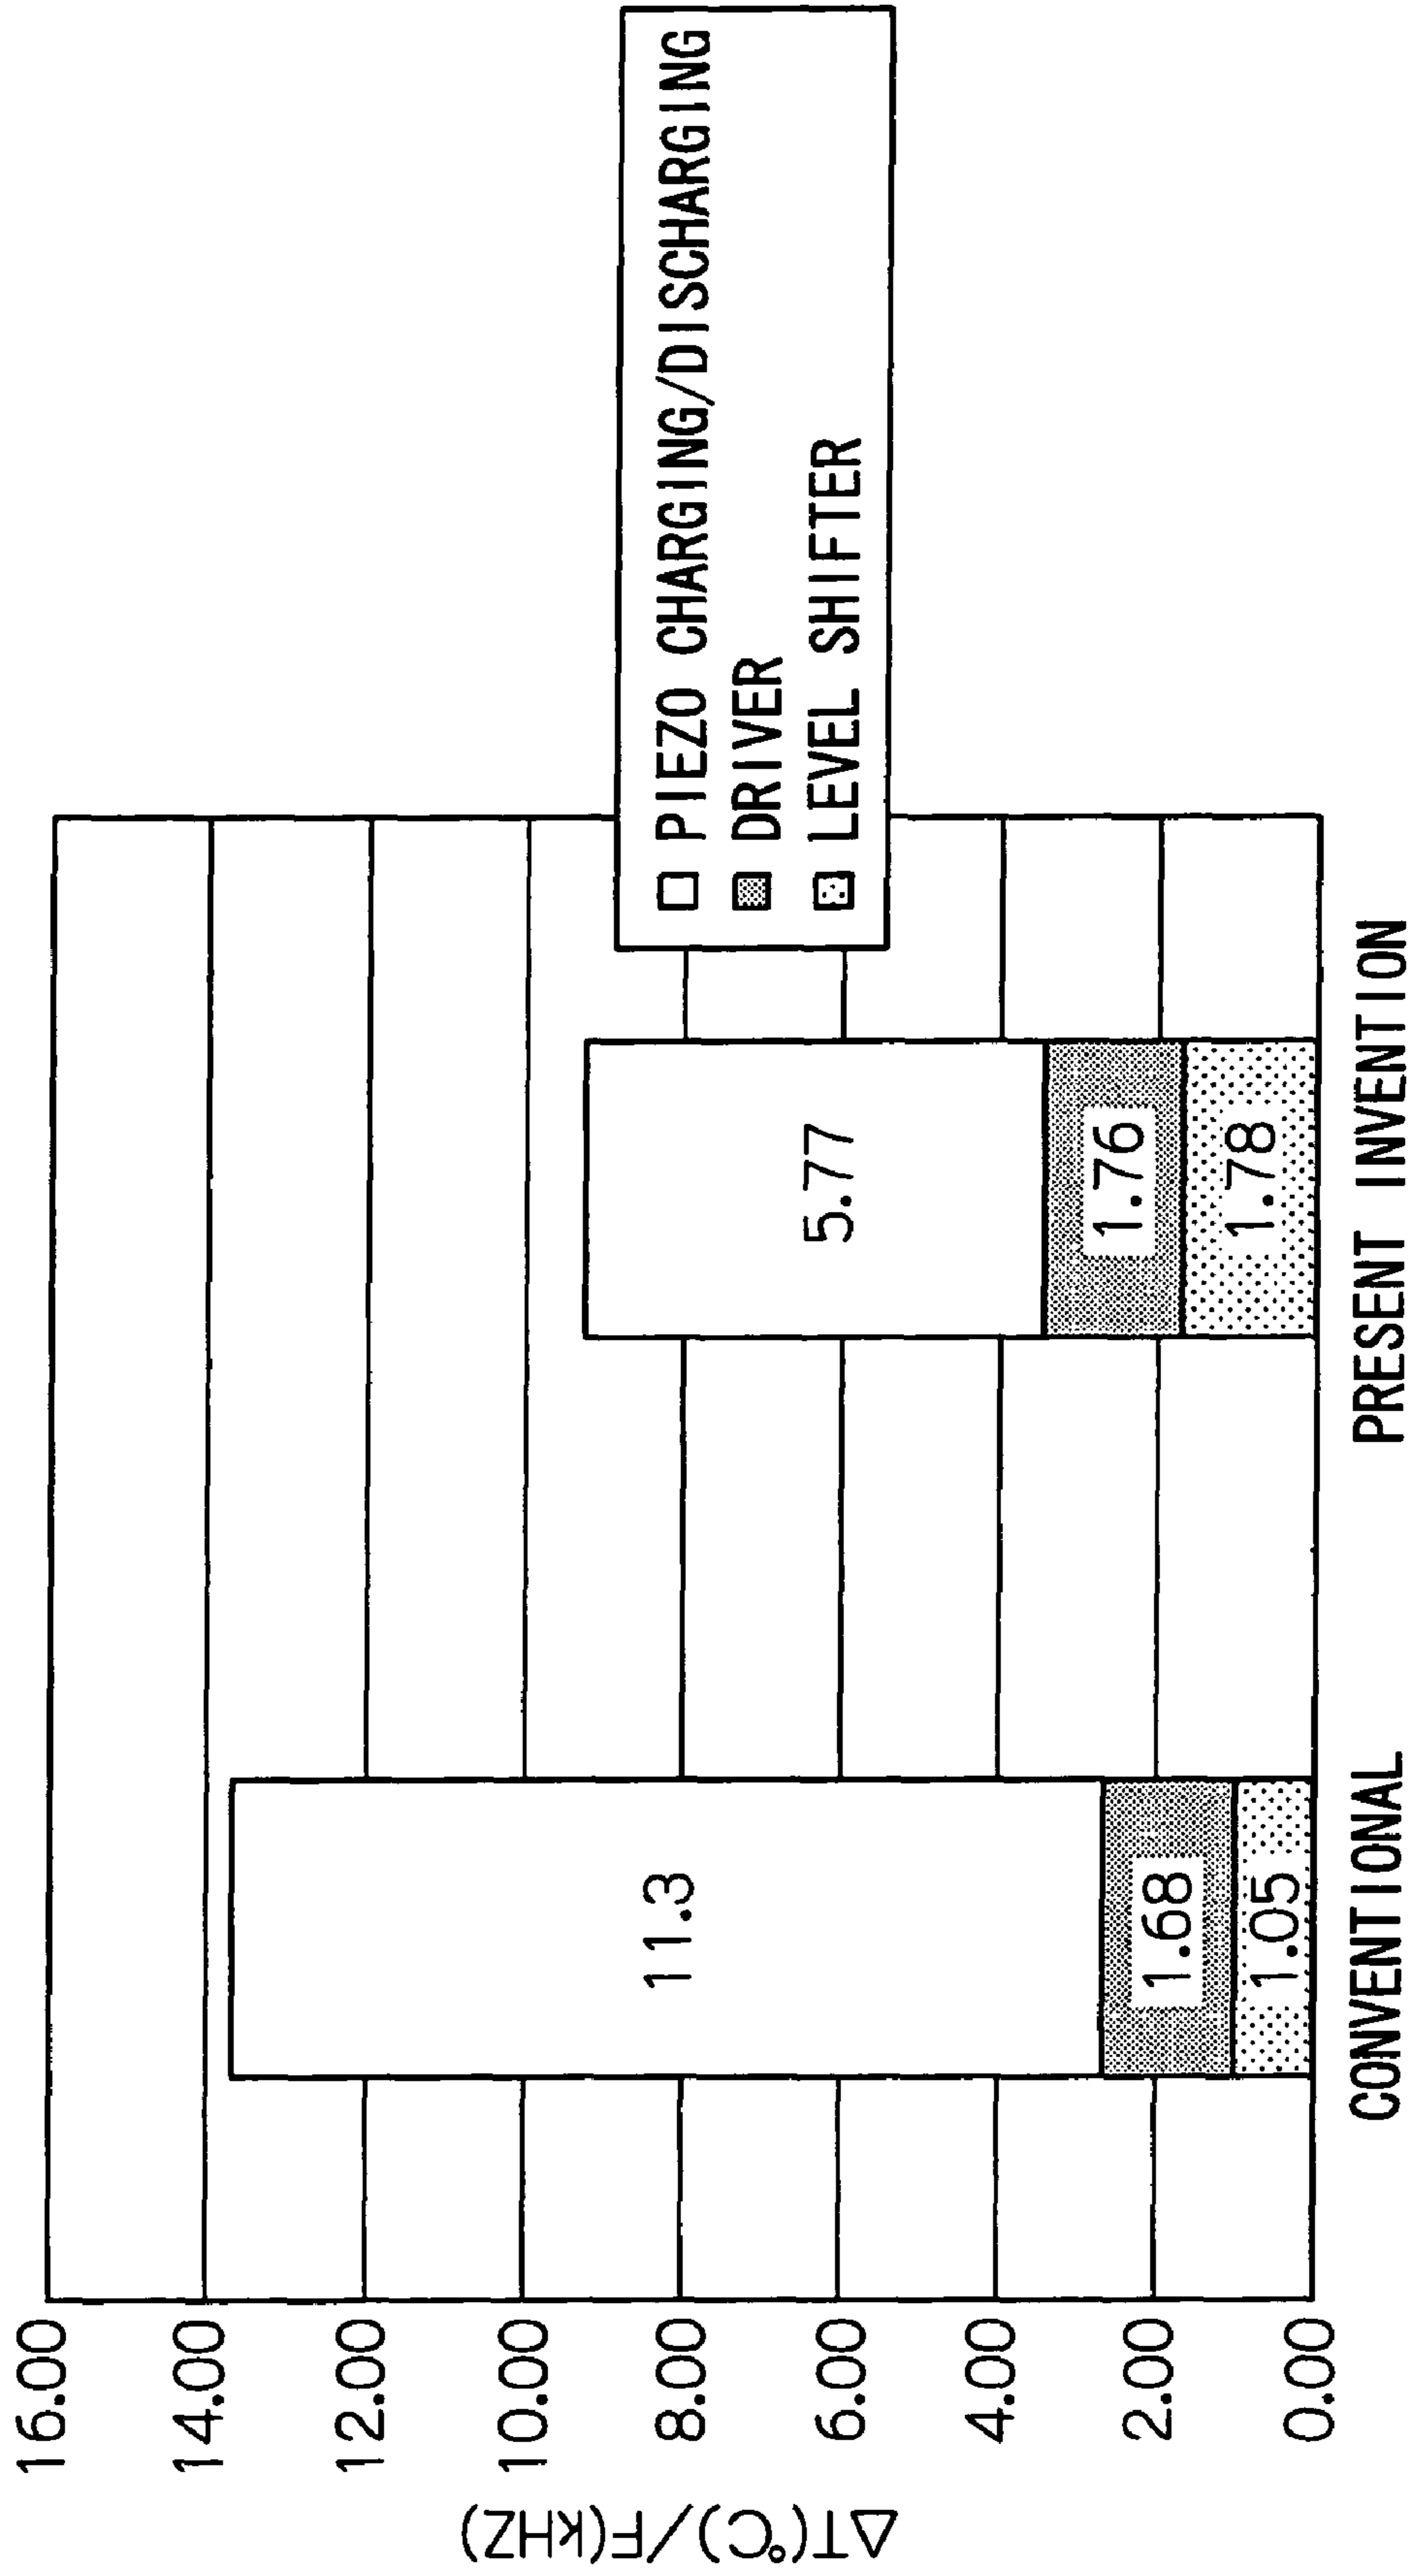 ΔT(°C)/F(kHZ)
16.00
14.00
12.00
10.00
8.00
6.00
4.00
2.00
0.00
11.3
1.68
1.05
5.77
1.76
1.78
CONVENTIONAL
PRESENT INVENTION
PIEZO CHARGING/DISCHARGING
DRIVER
LEVEL SHIFTER